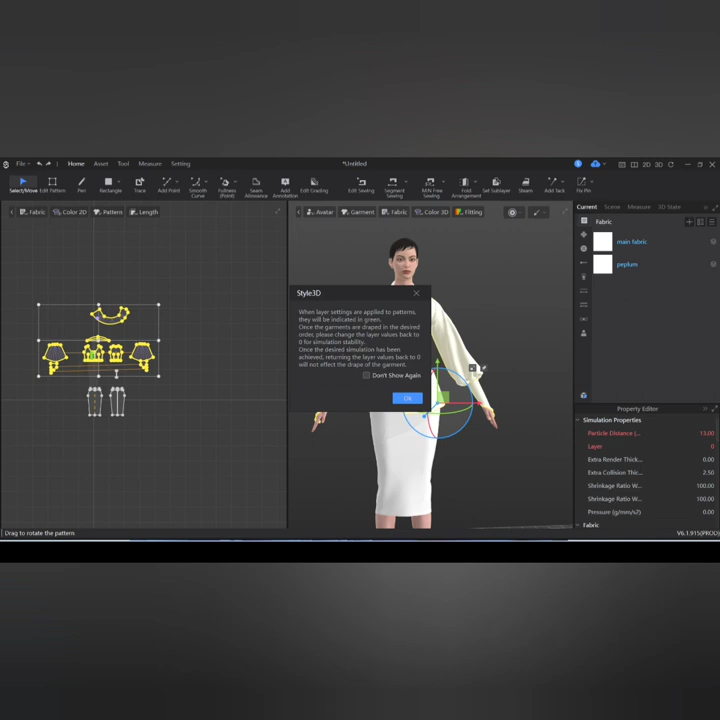 File Home Asset Tool Measure Setting *Untitled 2D 3D
Select/Move Edit Pattern Pen Rectangle Trace Add Point Smooth Curve Fullness (Point) Seam Allowance Add Annotation Edit Grading Edit Sewing Segment Sewing M:N Free Sewing Fold Arrangement Set Sublayer Steam Add Tack Fix Pin
Fabric Color 2D Pattern Length Avatar Garment Fabric Color 3D Fitting
Current Scene Measure 3D-State
Fabric
main fabric
peplum
Style3D
When layer settings are applied to patterns,
they will be indicated in green.
Once the garments are draped in the desired
order, please change the layer values back to
0 for simulation stability.
Once the desired simulation has been
achieved, returning the layer values back to 0
will not effect the drape of the garment.
Don't Show Again
Ok
Property Editor
Simulation Properties
Particle Distance (... 13.00
Layer 0
Extra Render Thick... 0.00
Extra Collision Thic... 2.50
Shrinkage Ratio W... 100.00
Shrinkage Ratio W... 100.00
Pressure (g/mm/s2) 0.00
Fabric
Drag to rotate the pattern V6.1.915(PROD)